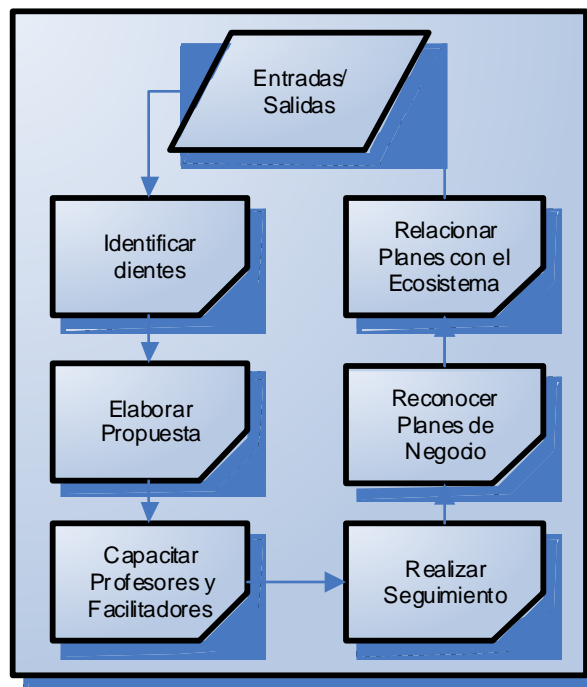 Entradas/
Salidas
Identificar
dientes
Elaborar
Propuesta
Capacitar
Profesores y
Facilitadores
Realizar
Seguimiento
Reconocer
Planes de
Negocio
Relacionar
Planes con el
Ecosistema